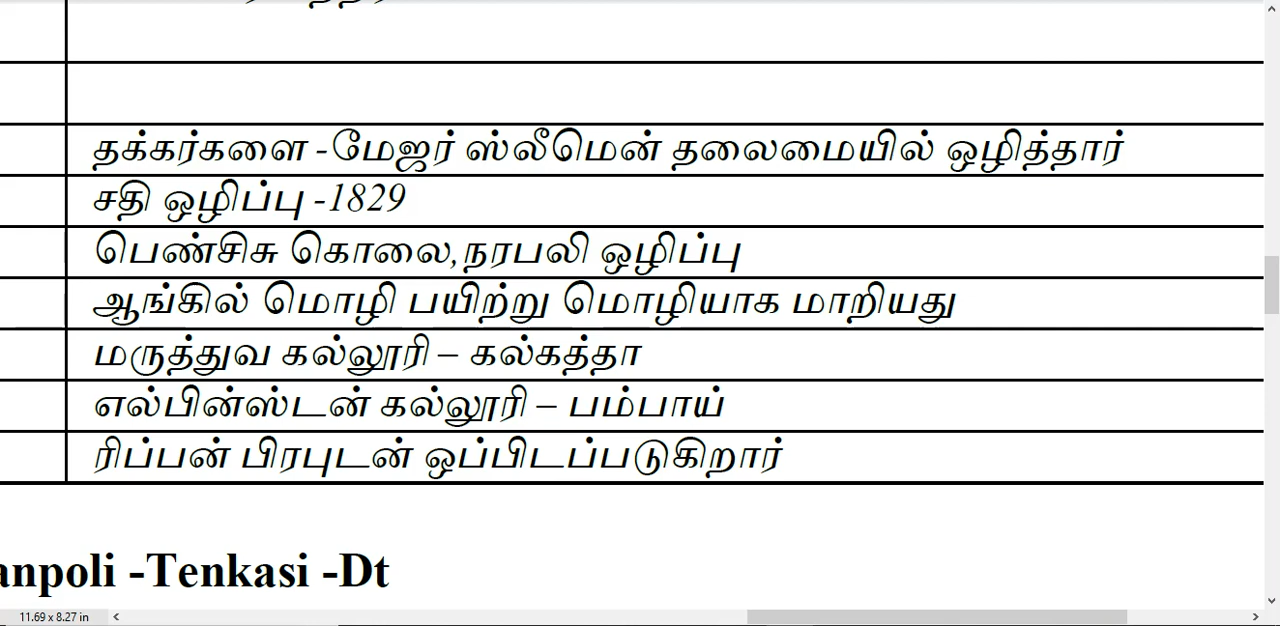 தக்கர்களை -மேஜர் ஸ்லீமென் தலைமையில் ஒழித்தார்
சதி ஒழிப்பு -1829
பெண்சிசு கொலை,நரபலி ஒழிப்பு
ஆங்கில் மொழி பயிற்று மொழியாக மாறியது
மருத்துவ கல்லூரி – கல்கத்தா
எல்பின்ஸ்டன் கல்லூரி – பம்பாய்
ரிப்பன் பிரபுடன் ஒப்பிடப்படுகிறார்
anpoli -Tenkasi -Dt
11.69 x 8.27 in